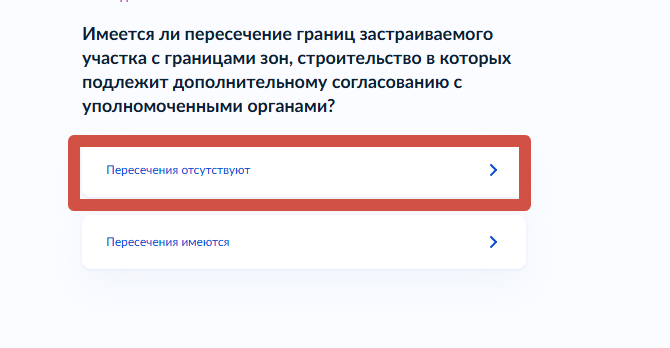 Имеется ли пересечение границ застраиваемого
участка с границами зон, строительство в которых
подлежит дополнительному согласованию с
уполномоченными органами?
Пересечения отсутствуют
Пересечения имеются